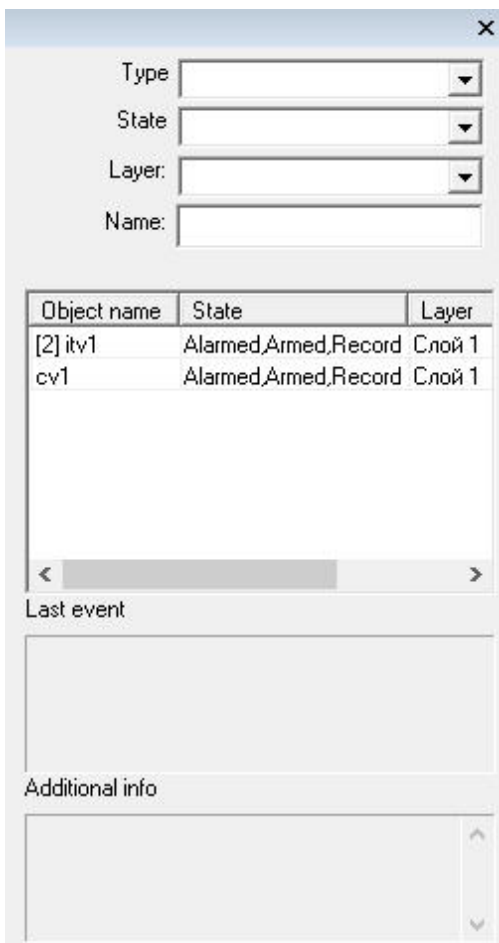 Type
State
Layer:
Name:
Object name State Layer
[2] itv1 Alarmed,Armed,Record Слой 1
cv1 Alarmed,Armed,Record Слой 1
Last event
Additional info